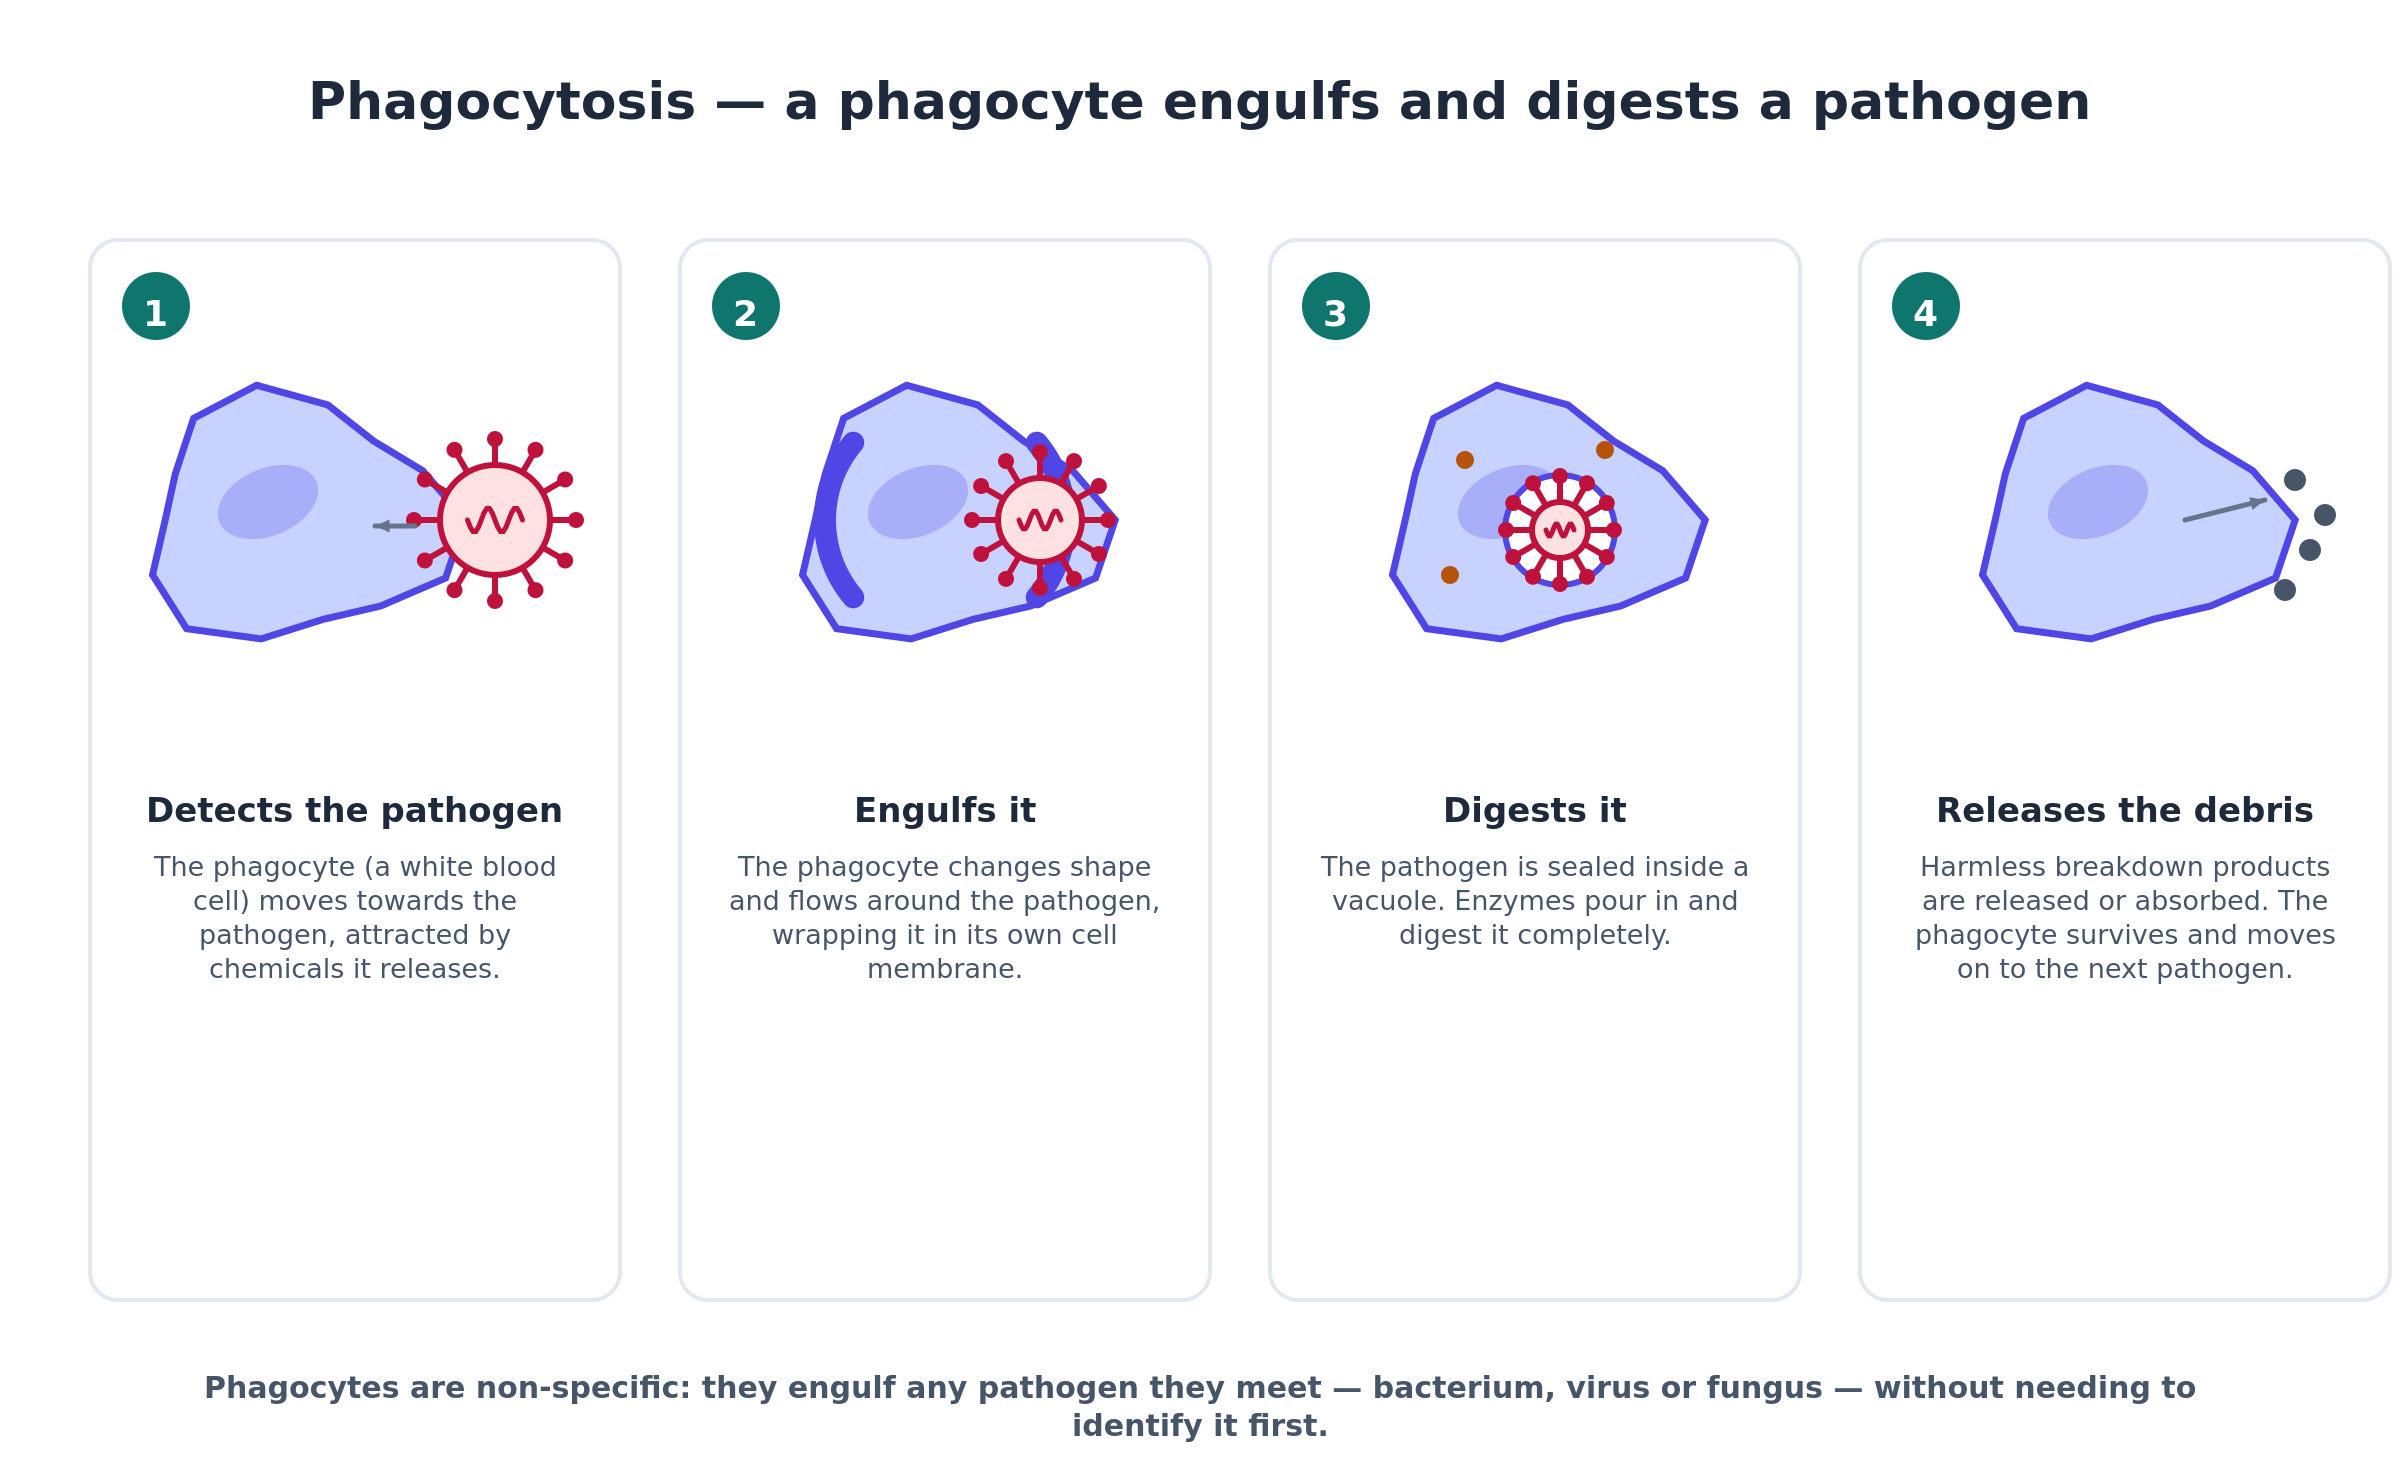 Phagocytosis — a phagocyte engulfs and digests a pathogen
1
2
3
4
Detects the pathogen
The phagocyte (a white blood
cell) moves towards the
pathogen, attracted by
chemicals it releases.
Engulfs it
The phagocyte changes shape
and flows around the pathogen,
wrapping it in its own cell
membrane.
Digests it
The pathogen is sealed inside a
vacuole. Enzymes pour in and
digest it completely.
Releases the debris
Harmless breakdown products
are released or absorbed. The
phagocyte survives and moves
on to the next pathogen.
Phagocytes are non-specific: they engulf any pathogen they meet — bacterium, virus or fungus — without needing to
identify it first.